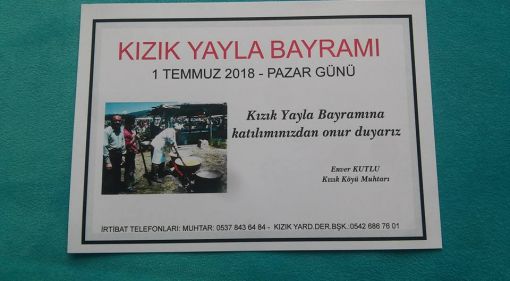 KIZIK YAYLA BAYRAMI
1 TEMMUZ 2018 - PAZAR GÜNÜ
Kızık Yayla Bayramına
katılımınızdan onur duyarız
Enver KUTLU
Kızık Köyü Muhtarı
İRTİBAT TELEFONLARI: MUHTAR: 0537 843 64 84 - KIZIK YARD.DER.BŞK.:0542 686 76 01